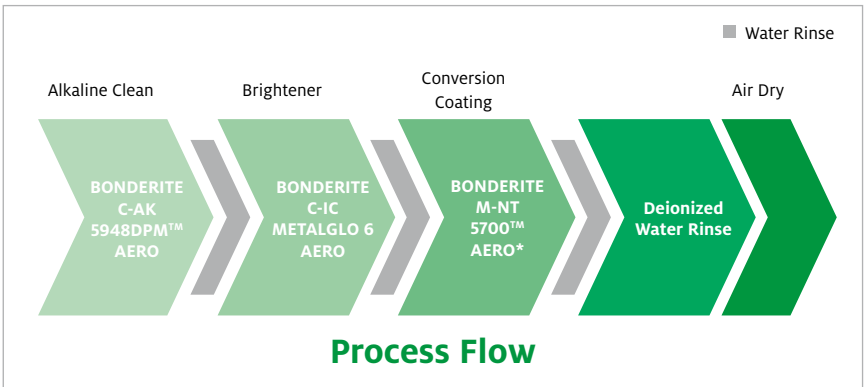 Water Rinse
Alkaline Clean
Brightener
Conversion
Coating
Air Dry
BONDERITE
C-AK
5948DPM™
AERO
BONDERITE
C-IC
METALGLO 6
AERO
BONDERITE
M-NT
5700™
AERO*
Deionized
Water Rinse
Process Flow